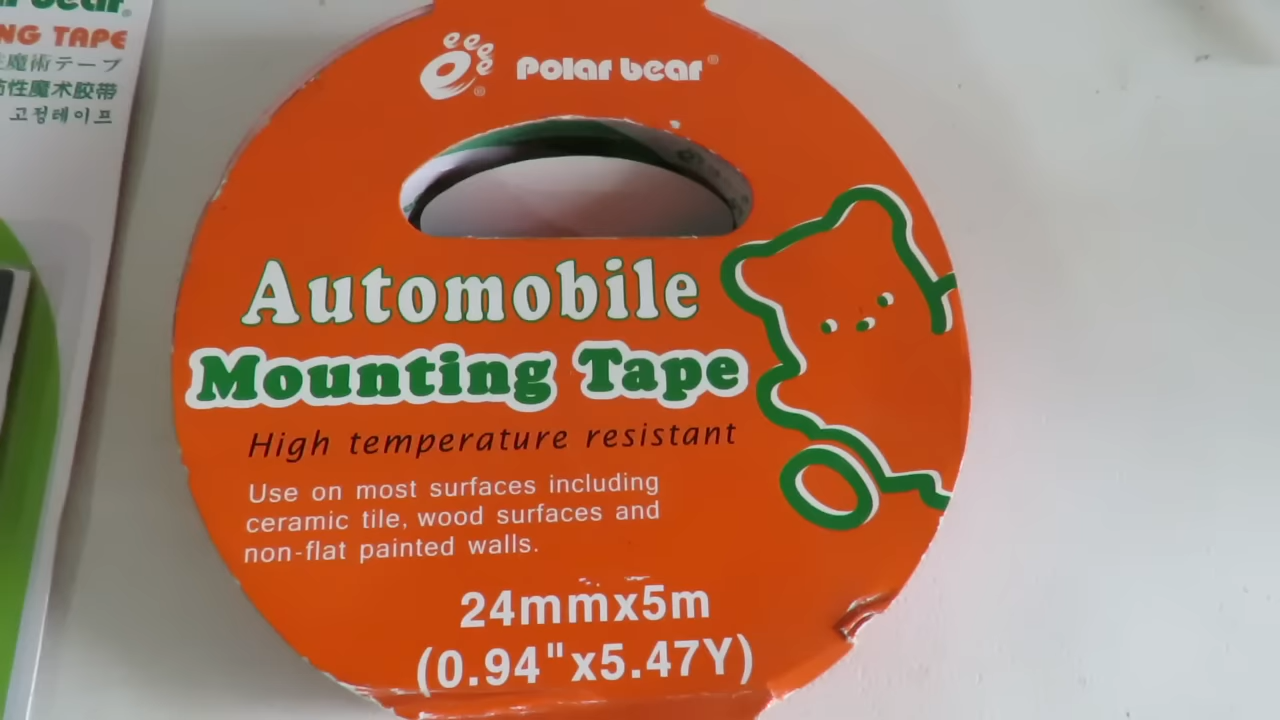 NG TAPE
魔術テープ
性魔术胶带
고정테이프
polar bear®
Automobile
Mounting Tape
High temperature resistant
Use on most surfaces including
ceramic tile, wood surfaces and
non-flat painted walls.
24mmx5m
(0.94"x5.47Y)